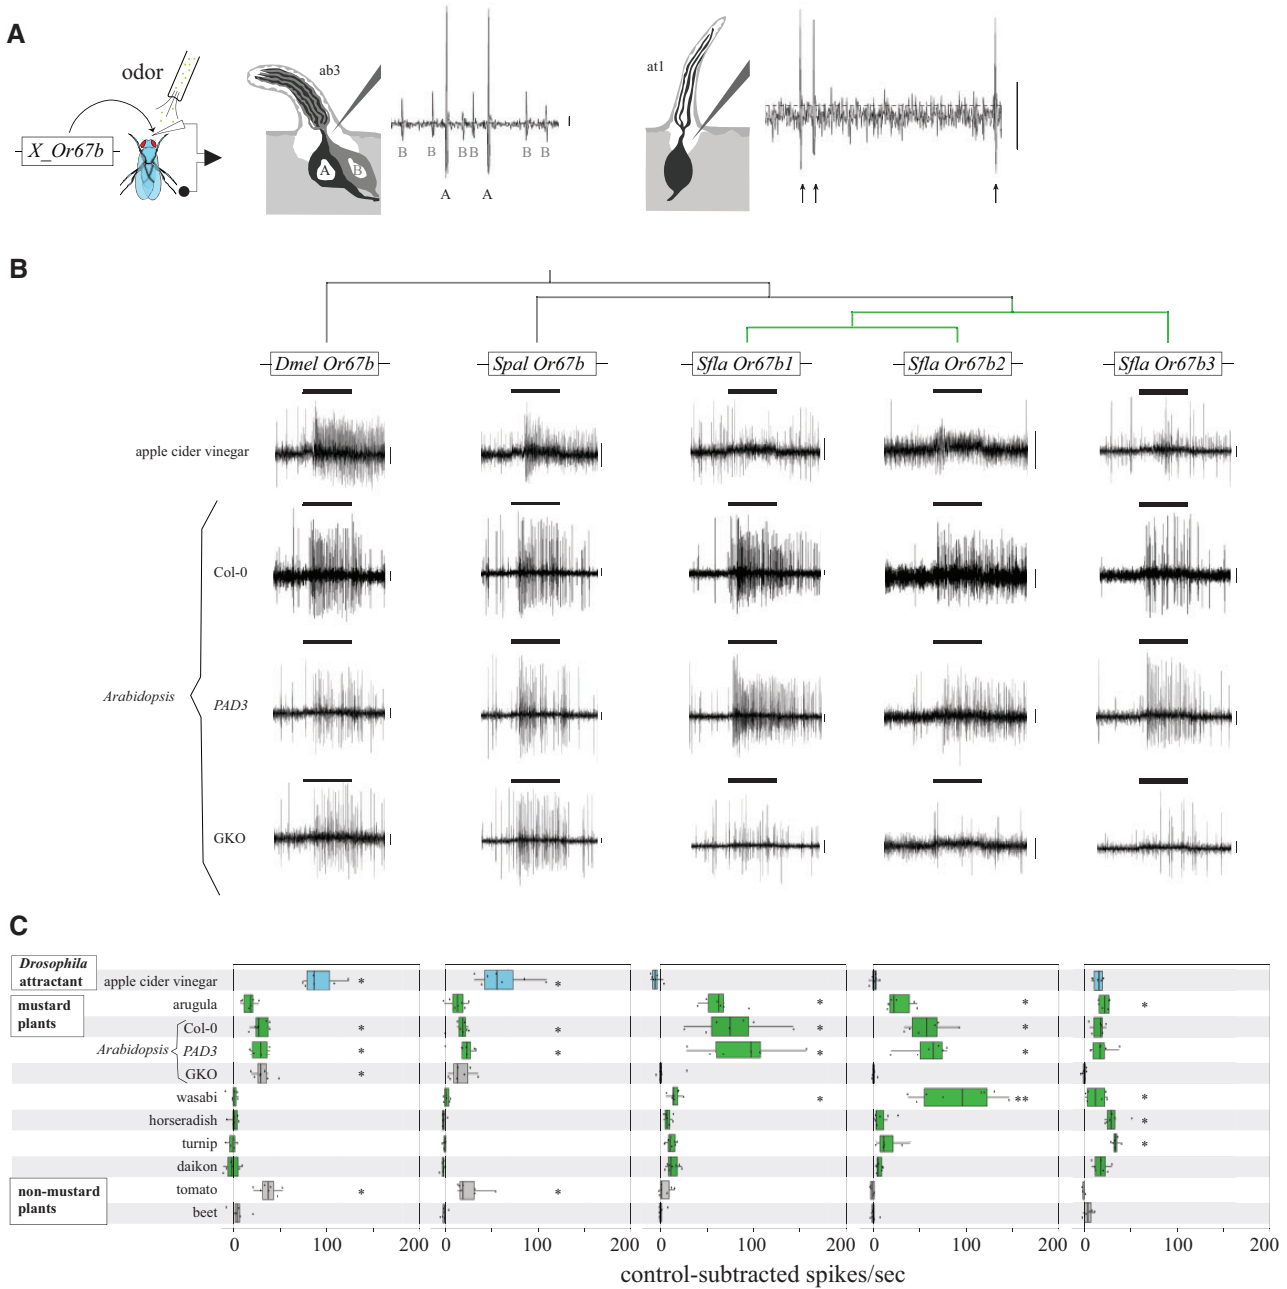 A
odor
X_Or67b
ab3
A
B
B B BB B B
A A
at1
B
Dmel Or67b
Spal Or67b
Sfla Or67b1
Sfla Or67b2
Sfla Or67b3
apple cider vinegar
Arabidopsis
Col-0
PAD3
GKO
C
Drosophila
attractant
apple cider vinegar
* *
mustard
plants
arugula
* * *
Arabidopsis
Col-0
* * * *
PAD3
* * * *
GKO
*
wasabi
* ** *
horseradish
*
turnip
*
daikon
non-mustard
plants
tomato
* *
beet
0 100 200 0 100 200 0 100 200 0 100 200 0 100 200
control-subtracted spikes/sec